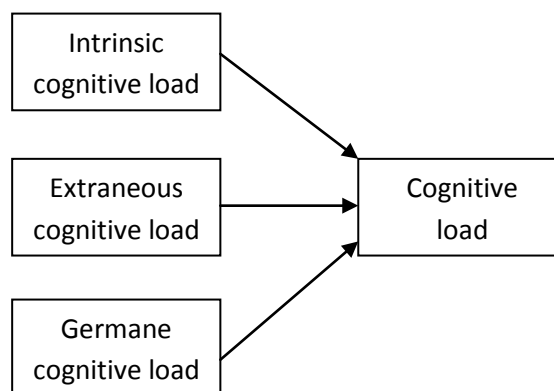 Intrinsic
cognitive load
Extraneous
cognitive load
Cognitive
load
Germane
cognitive load